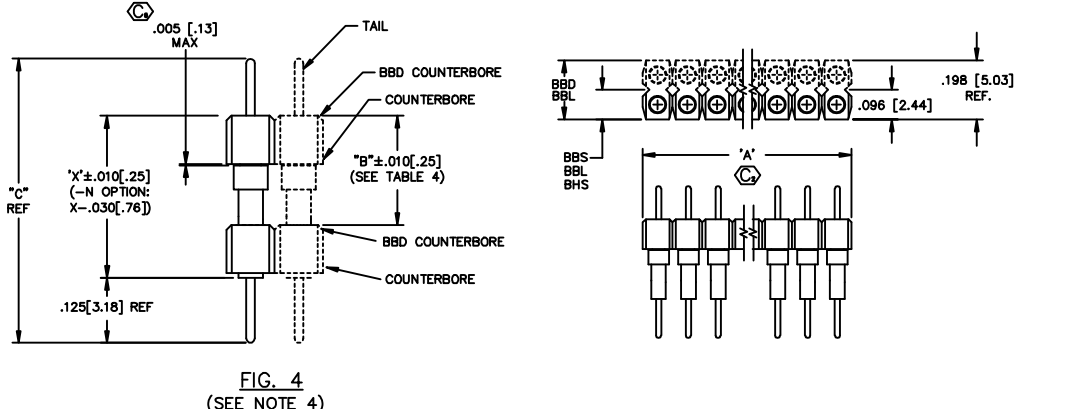 C₆
.005 [.13]
MAX
TAIL
BBD COUNTERBORE
COUNTERBORE
"C"
REF
'X'±.010[.25]
(-N OPTION:
X-.030[.76])
"B"±.010[.25]
(SEE TABLE 4)
BBD COUNTERBORE
COUNTERBORE
.125[3.18] REF
FIG. 4
(SEE NOTE 4)
BBD
BBL
.198 [5.03]
REF.
.096 [2.44]
BBS
BBL
BHS
'A'
C₂